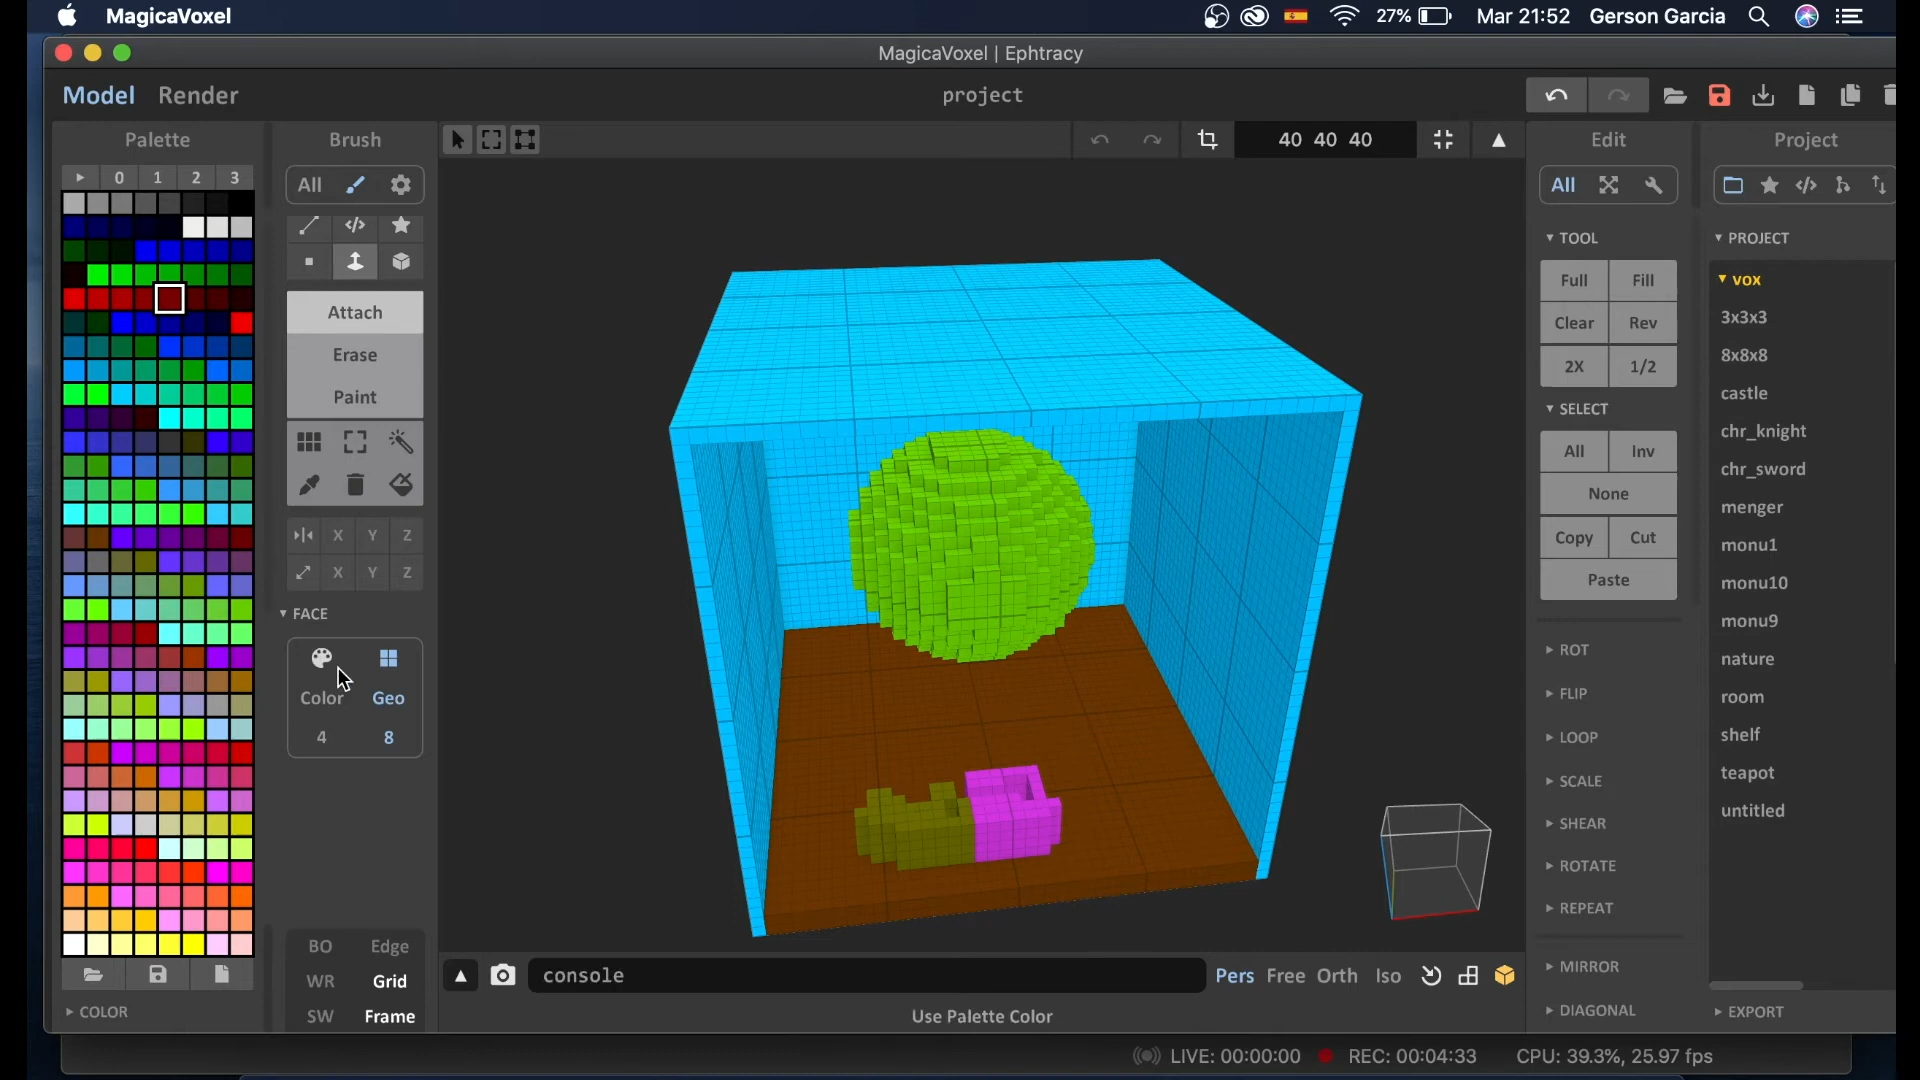 MagicaVoxel
27%
Mar 21:52
Gerson Garcia
MagicaVoxel | Ephtracy
Model
Render
project
Palette
Brush
40 40 40
Edit
Project
0
1
2
3
All
All
TOOL
PROJECT
Full
Fill
Clear
Rev
2X
1/2
SELECT
All
Inv
None
Copy
Cut
Paste
ROT
FLIP
LOOP
SCALE
SHEAR
ROTATE
REPEAT
MIRROR
DIAGONAL
vox
3x3x3
8x8x8
castle
chr_knight
chr_sword
menger
monu1
monu10
monu9
nature
room
shelf
teapot
untitled
EXPORT
Attach
Erase
Paint
X
Y
Z
X
Y
Z
FACE
Color
Geo
4
8
BO
Edge
WR
Grid
SW
Frame
COLOR
console
Pers
Free
Orth
Iso
Use Palette Color
LIVE: 00:00:00
REC: 00:04:33
CPU: 39.3%, 25.97 fps